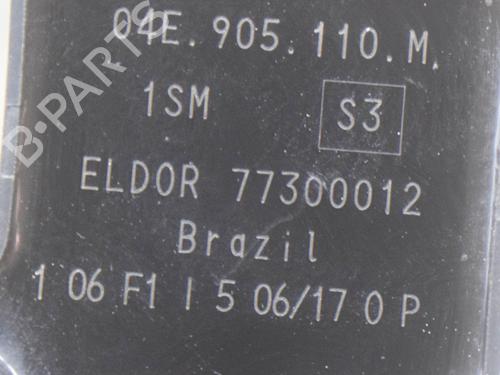 04E.905.110.M.
1SM S3
ELDOR 77300012
Brazil
1 06 F1 I 5 06/17 0 P
B-PARTS